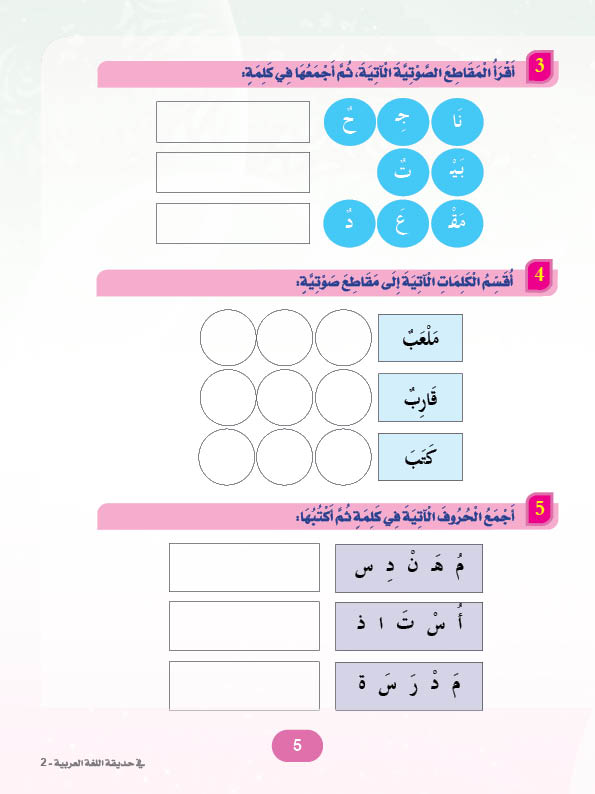 3 أَقْرَأُ الْمَقَاطِعَ الصَّوْتِيَّةَ الْآتِيَةَ، ثُمَّ أَجْمَعُهَا فِي كَلِمَةٍ:
نَا جِـ حٌ
بَيْـ تٌ
مَقْـ عَـ دٌ
4 أُقَسِّمُ الْكَلِمَاتِ الْآتِيَةَ إِلَى مَقَاطِعَ صَوْتِيَّةٍ:
مَلْعَبٌ
قَارِبٌ
كَتَبَ
5 أَجْمَعُ الْحُرُوفَ الْآتِيَةَ فِي كَلِمَةٍ ثُمَّ أَكْتُبُهَا:
مُ هَـ نْ دِ س
أُ سْ تَ ا ذ
مَ دْ رَ سَ ة
5
في حديقة اللغة العربية - 2